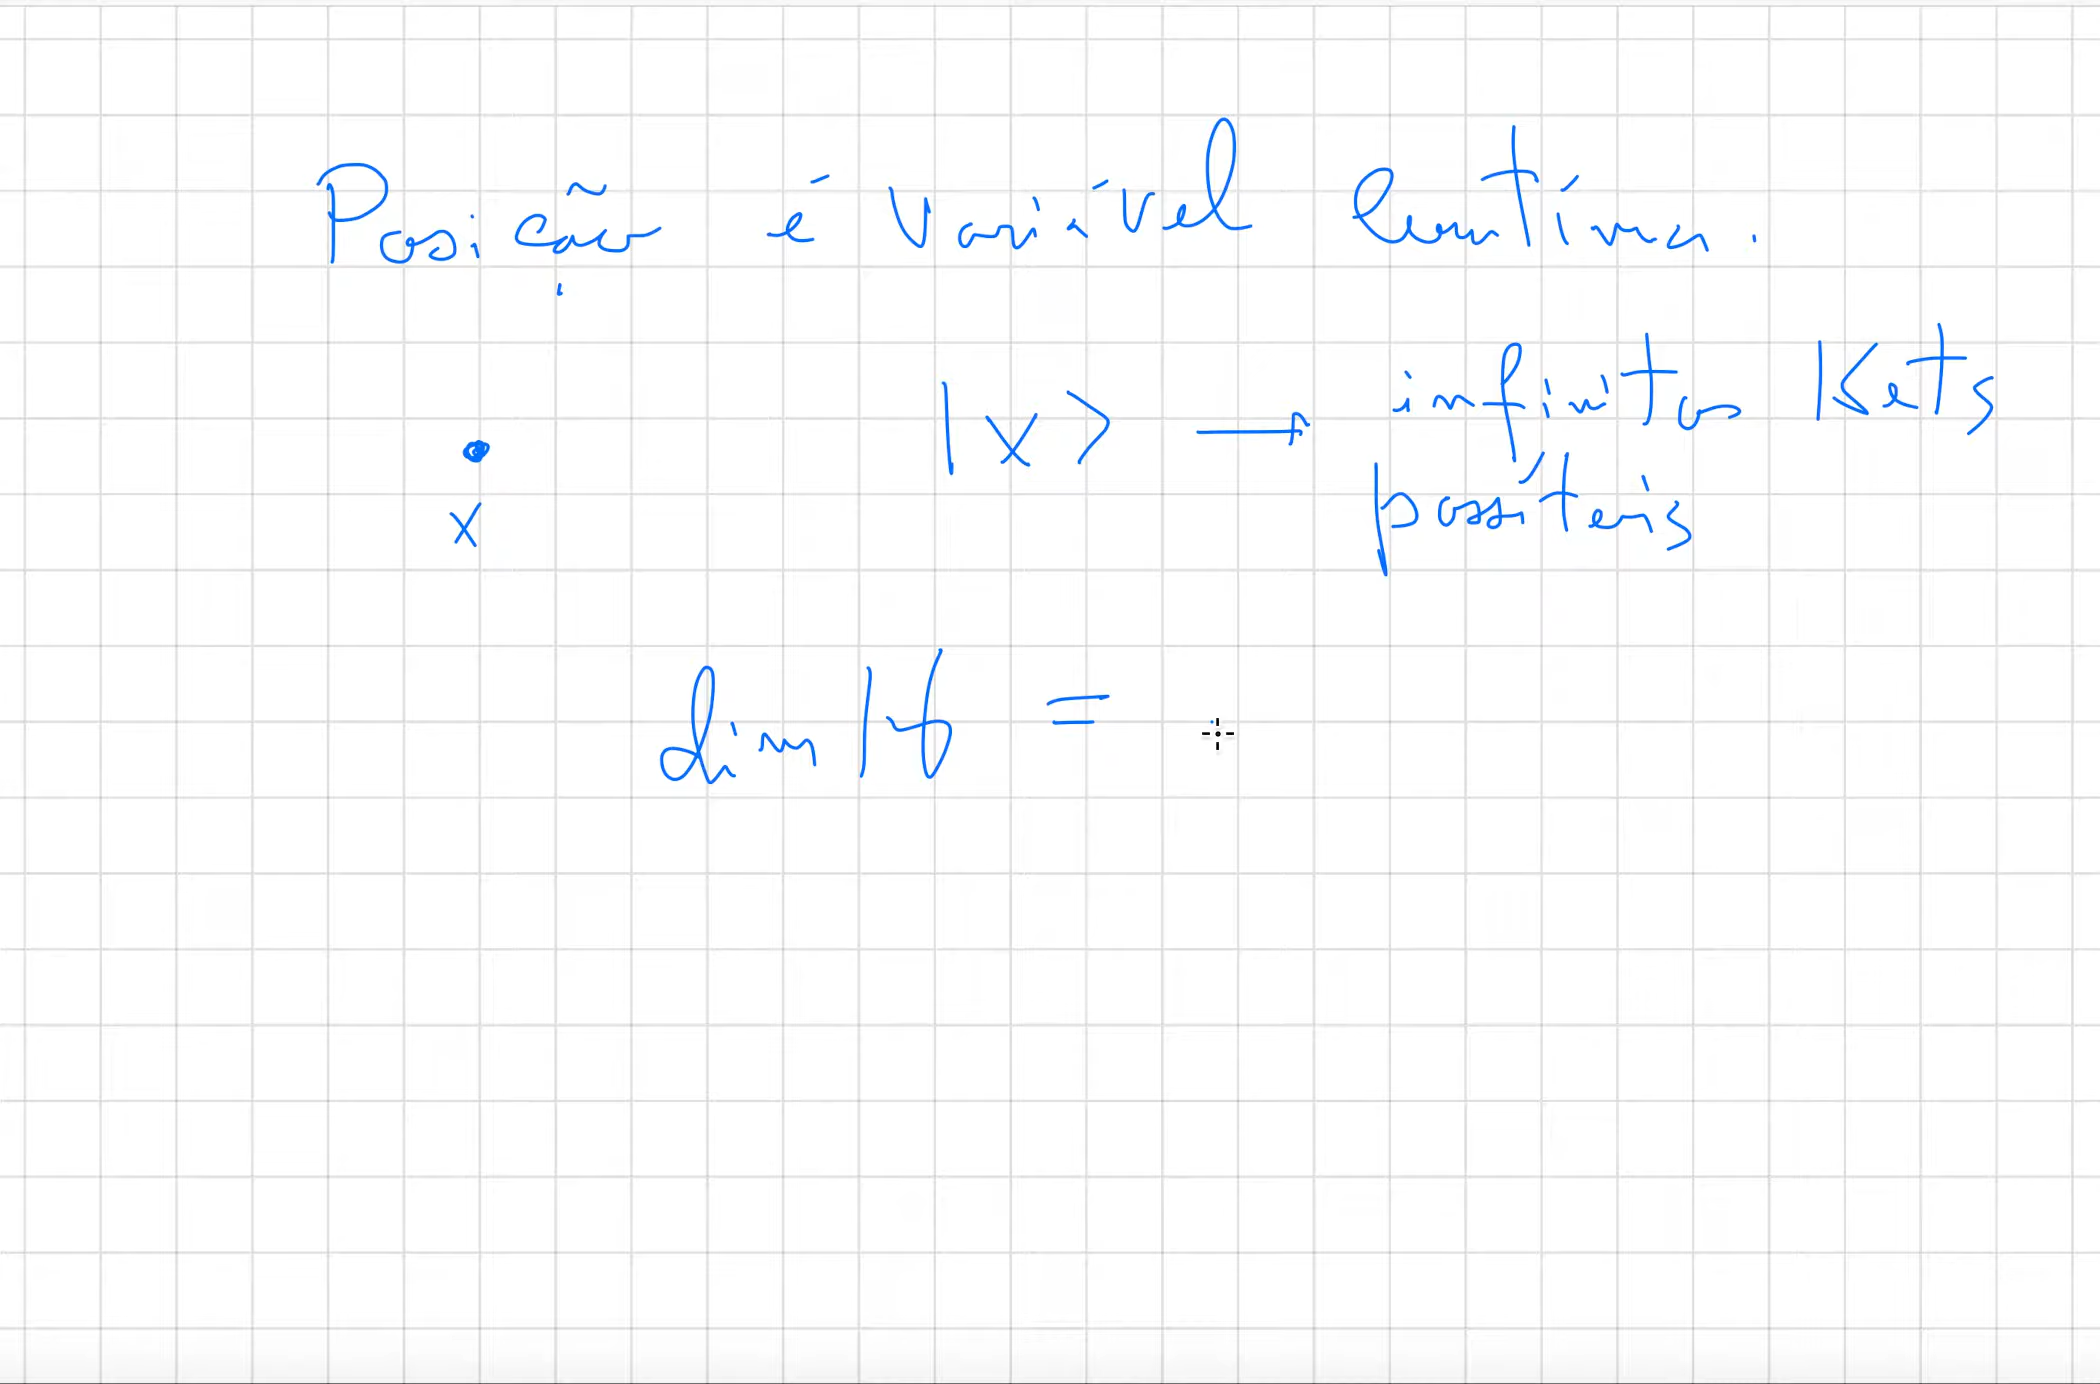 Posição é variável contínua.
|x⟩ → infinitos kets
possíveis
x
dim H =